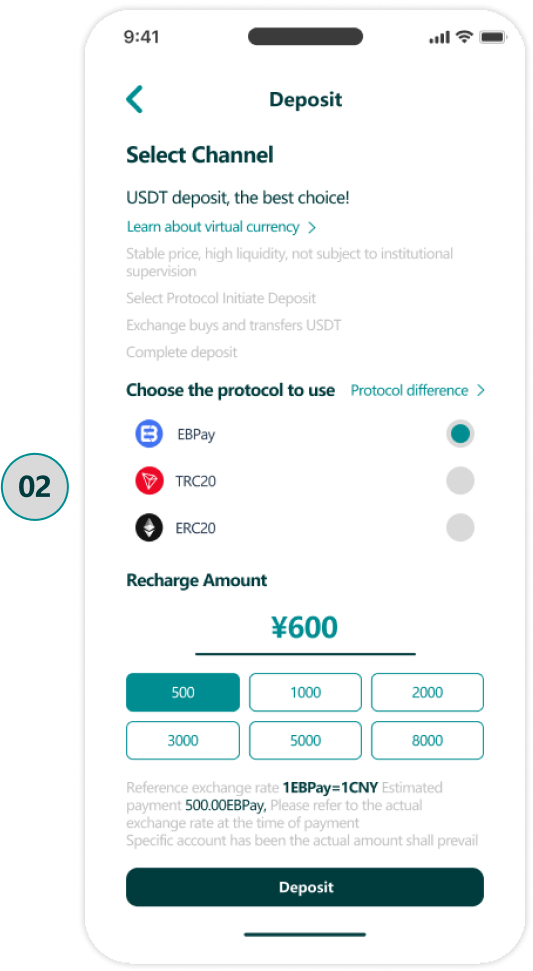 9:41
Deposit
Select Channel
USDT deposit, the best choice!
Learn about virtual currency >
Stable price, high liquidity, not subject to institutional
supervision
Select Protocol Initiate Deposit
Exchange buys and transfers USDT
Complete deposit
Choose the protocol to use Protocol difference >
EBPay
02
TRC20
ERC20
Recharge Amount
¥600
500 1000 2000
3000 5000 8000
Reference exchange rate 1EBPay=1CNY Estimated
payment 500.00EBPay, Please refer to the actual
exchange rate at the time of payment
Specific account has been the actual amount shall prevail
Deposit